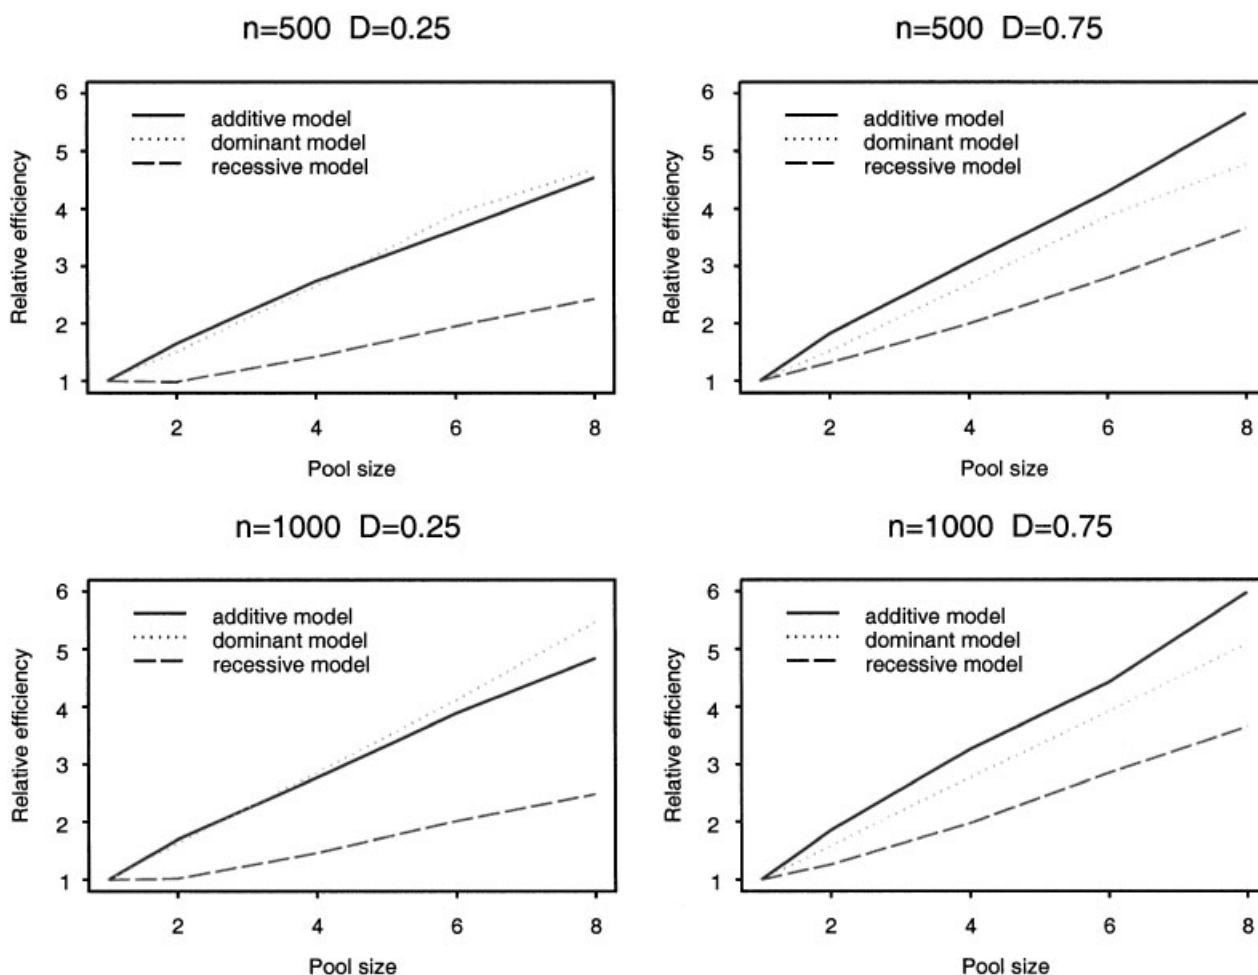 n=500 D=0.25
6
5
4
3
2
1
Relative efficiency
additive model
dominant model
recessive model
2 4 6 8
Pool size
n=500 D=0.75
6
5
4
3
2
1
Relative efficiency
additive model
dominant model
recessive model
2 4 6 8
Pool size
n=1000 D=0.25
6
5
4
3
2
1
Relative efficiency
additive model
dominant model
recessive model
2 4 6 8
Pool size
n=1000 D=0.75
6
5
4
3
2
1
Relative efficiency
additive model
dominant model
recessive model
2 4 6 8
Pool size